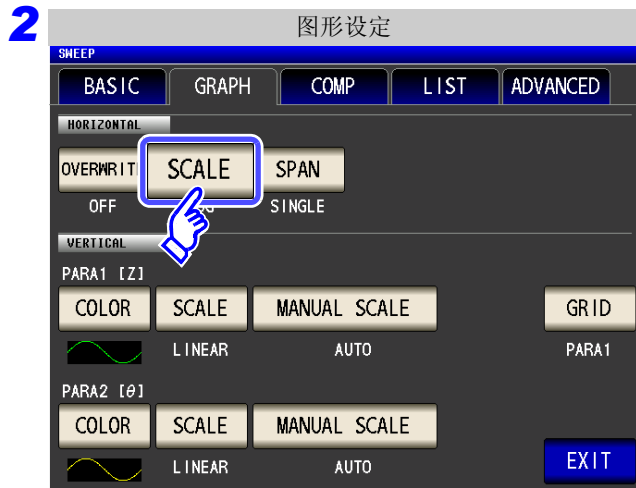 2
图形设定
SWEEP
BASIC GRAPH COMP LIST ADVANCED
HORIZONTAL
OVERWRIT SCALE SPAN
OFF SINGLE
VERTICAL
PARA1 [Z]
COLOR SCALE MANUAL SCALE GRID
LINEAR AUTO PARA1
PARA2 [θ]
COLOR SCALE MANUAL SCALE
LINEAR AUTO EXIT